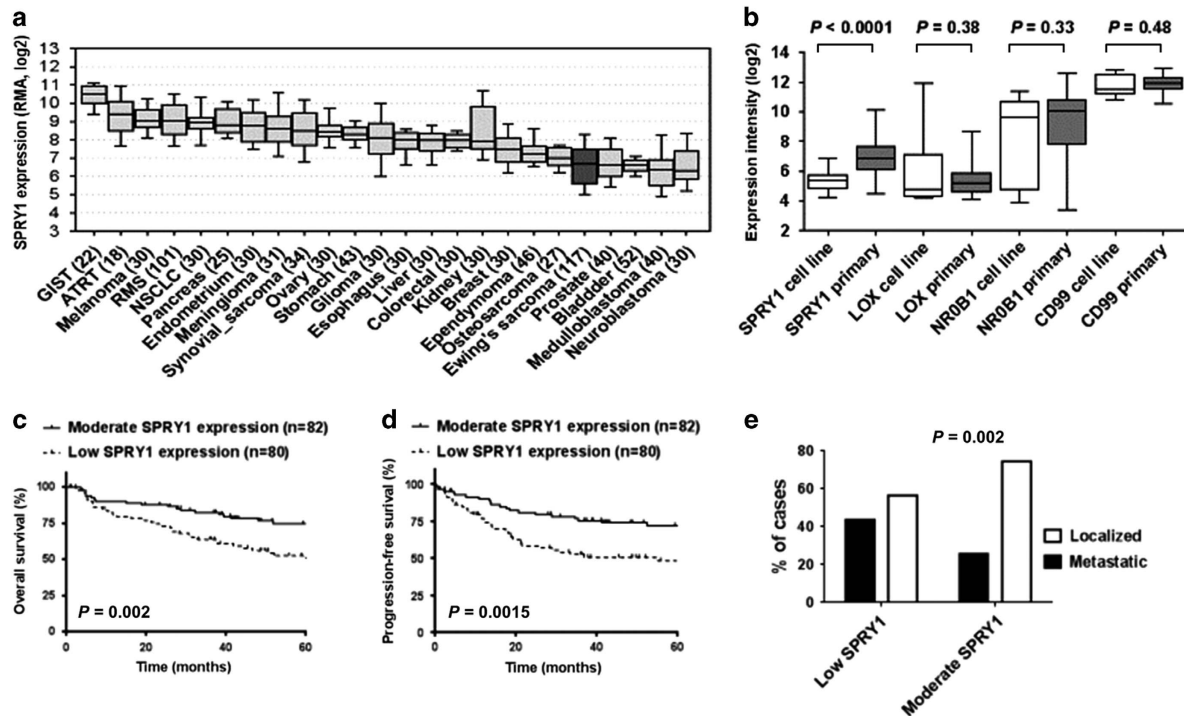 a
SPRY1 expression (RMA, log2)
13
12
11
10
9
8
7
6
5
4
3
GIST (22)
ATRT (18)
Melanoma (30)
RMS (101)
NSCLC (30)
Pancreas (25)
Endometrium (30)
Meningioma (31)
Synovial_sarcoma (34)
Ovary (30)
Stomach (43)
Glioma (30)
Esophagus (30)
Liver (30)
Colorectal (30)
Kidney (30)
Breast (30)
Ependymoma (46)
Osteosarcoma (27)
Ewing's sarcoma (117)
Prostate (40)
Bladdder (52)
Medulloblastoma (40)
Neuroblastoma (30)
b
P < 0.0001 P = 0.38 P = 0.33 P = 0.48
Expression intensity (log2)
14
12
10
8
6
4
2
SPRY1 cell line
SPRY1 primary
LOX cell line
LOX primary
NR0B1 cell line
NR0B1 primary
CD99 cell line
CD99 primary
c
Moderate SPRY1 expression (n=82)
Low SPRY1 expression (n=80)
Overall survival (%)
100
75
50
25
0
P = 0.002
0 20 40 60
Time (months)
d
Moderate SPRY1 expression (n=82)
Low SPRY1 expression (n=80)
Progression-free surival (%)
100
75
50
25
0
P = 0.0015
0 20 40 60
Time (months)
e
P = 0.002
% of cases
80
60
40
20
0
Localized
Metastatic
Low SPRY1
Moderate SPRY1